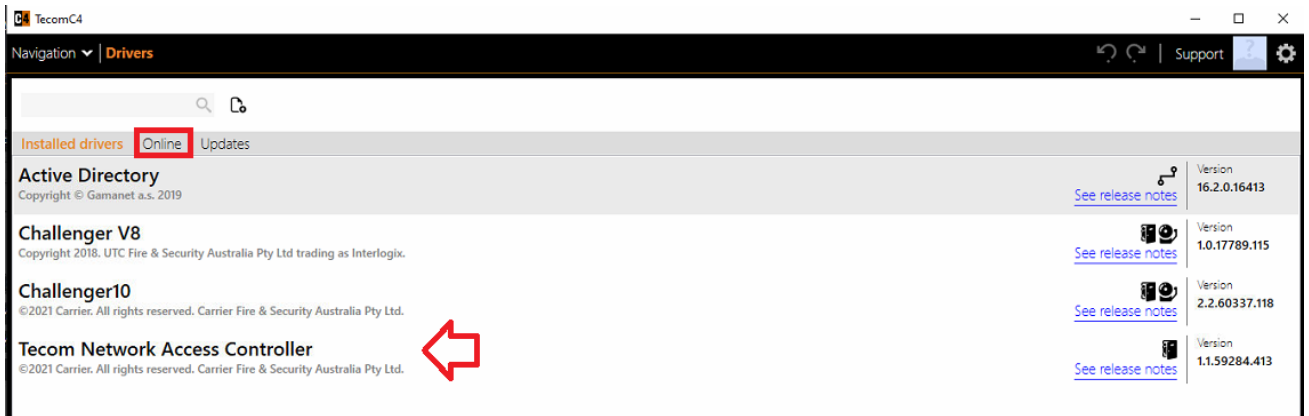 C4 TecomC4
Navigation | Drivers Support ?
Installed drivers Online Updates
Active Directory
Copyright © Gamanet a.s. 2019
See release notes
Version
16.2.0.16413
Challenger V8
Copyright 2018. UTC Fire & Security Australia Pty Ltd trading as Interlogix.
See release notes
Version
1.0.17789.115
Challenger10
©2021 Carrier. All rights reserved. Carrier Fire & Security Australia Pty Ltd.
See release notes
Version
2.2.60337.118
Tecom Network Access Controller
©2021 Carrier. All rights reserved. Carrier Fire & Security Australia Pty Ltd.
See release notes
Version
1.1.59284.413